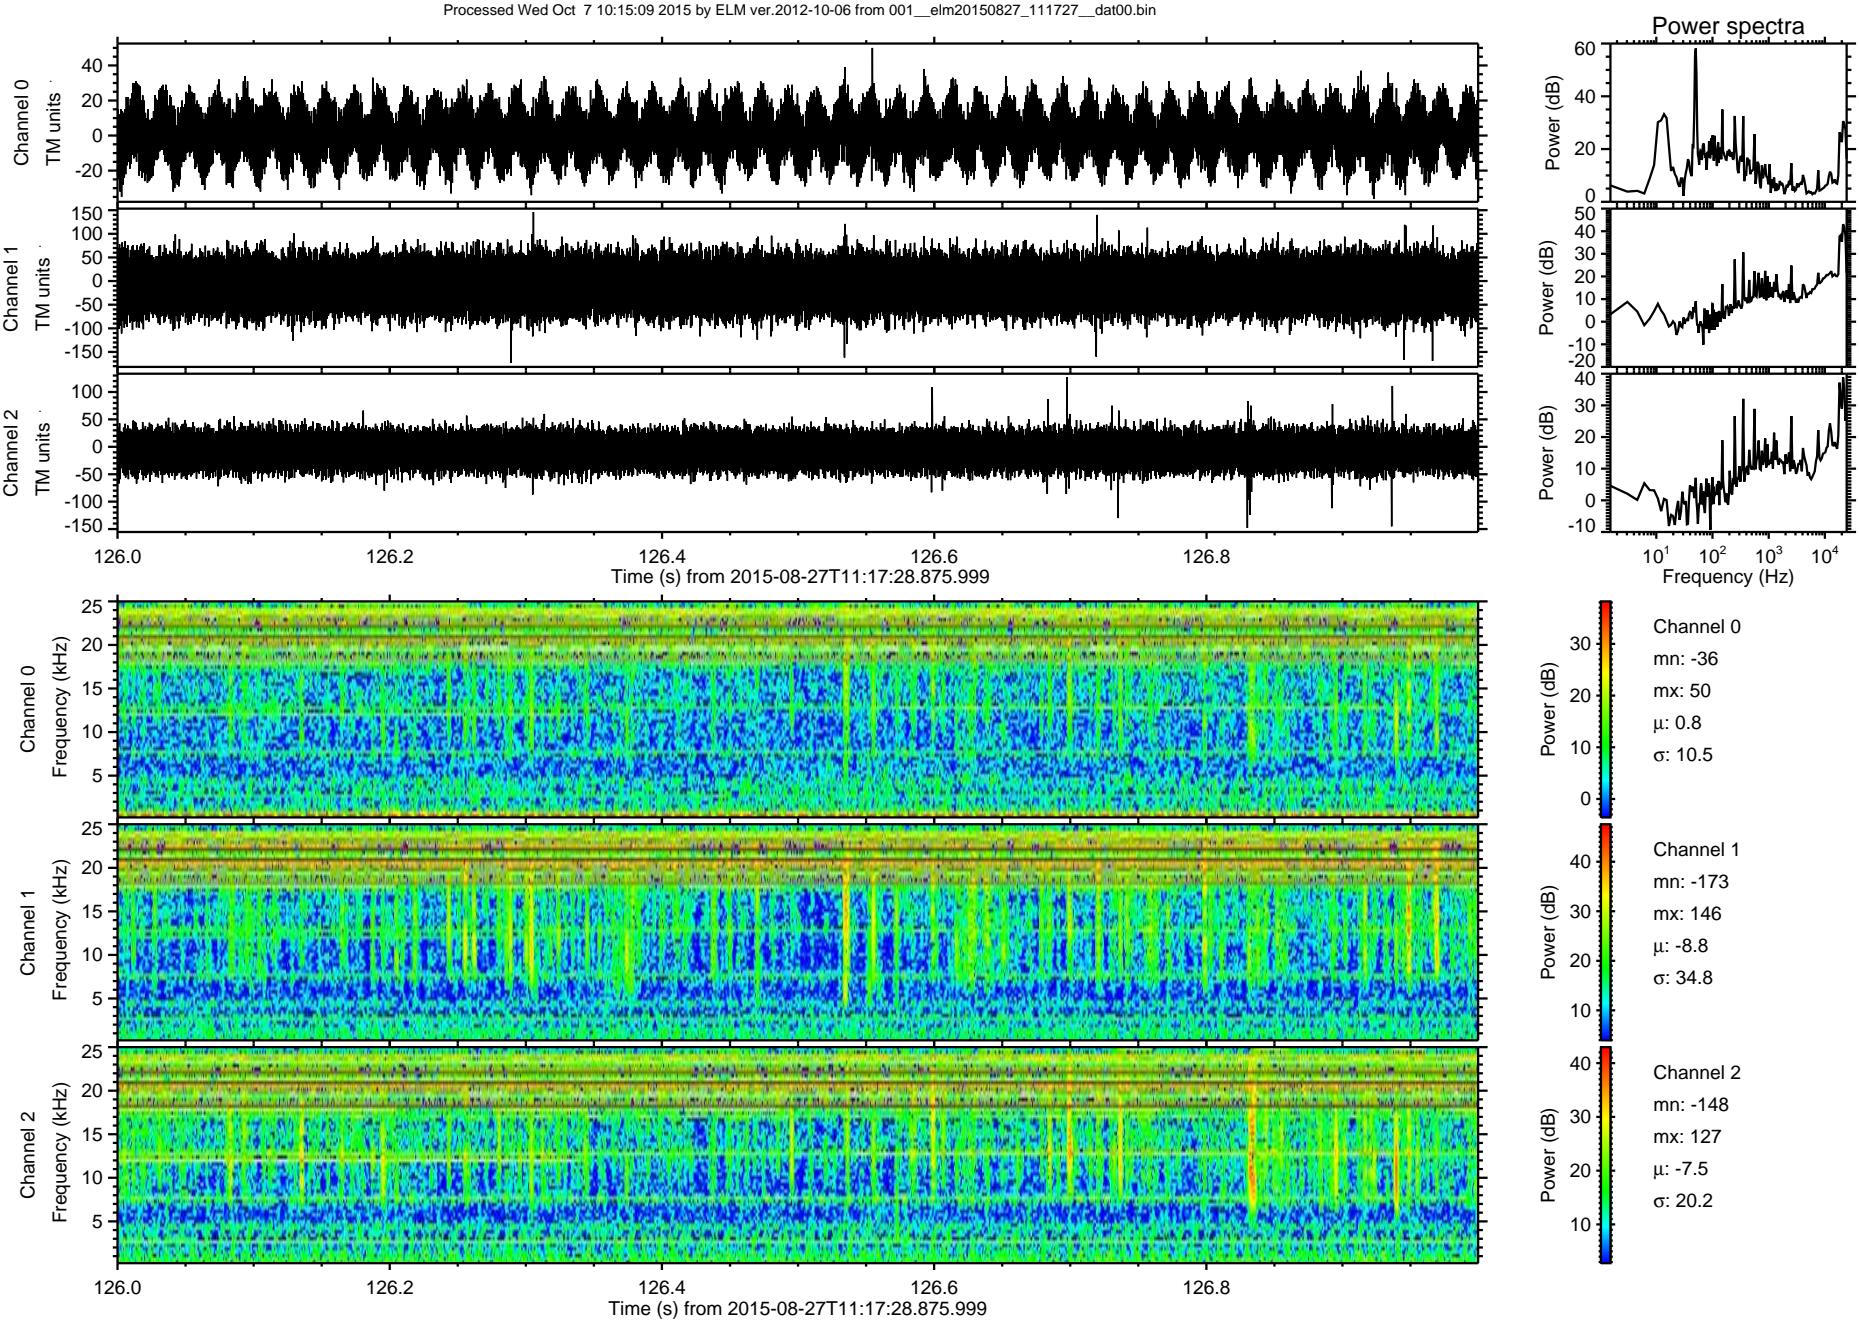 Processed Wed Oct  7 10:15:09 2015 by ELM ver.2012-10-06 from 001__elm20150827_111727__dat00.bin
Power spectra
Channel 0
TM units
40
20
0
-20
Power (dB)
60
40
20
0
Channel 1
TM units
150
100
50
0
-50
-100
-150
Power (dB)
50
40
30
20
10
0
-10
-20
Channel 2
TM units
100
50
0
-50
-100
-150
Power (dB)
40
30
20
10
0
-10
126.0 126.2 126.4 126.6 126.8
Time (s) from 2015-08-27T11:17:28.875.999
10^1 10^2 10^3 10^4
Frequency (Hz)
Channel 0
Frequency (kHz)
25
20
15
10
5
Power (dB)
30
20
10
0
Channel 0
mn: -36
mx: 50
μ: 0.8
σ: 10.5
Channel 1
Frequency (kHz)
25
20
15
10
5
Power (dB)
40
30
20
10
Channel 1
mn: -173
mx: 146
μ: -8.8
σ: 34.8
Channel 2
Frequency (kHz)
25
20
15
10
5
Power (dB)
40
30
20
10
Channel 2
mn: -148
mx: 127
μ: -7.5
σ: 20.2
126.0 126.2 126.4 126.6 126.8
Time (s) from 2015-08-27T11:17:28.875.999